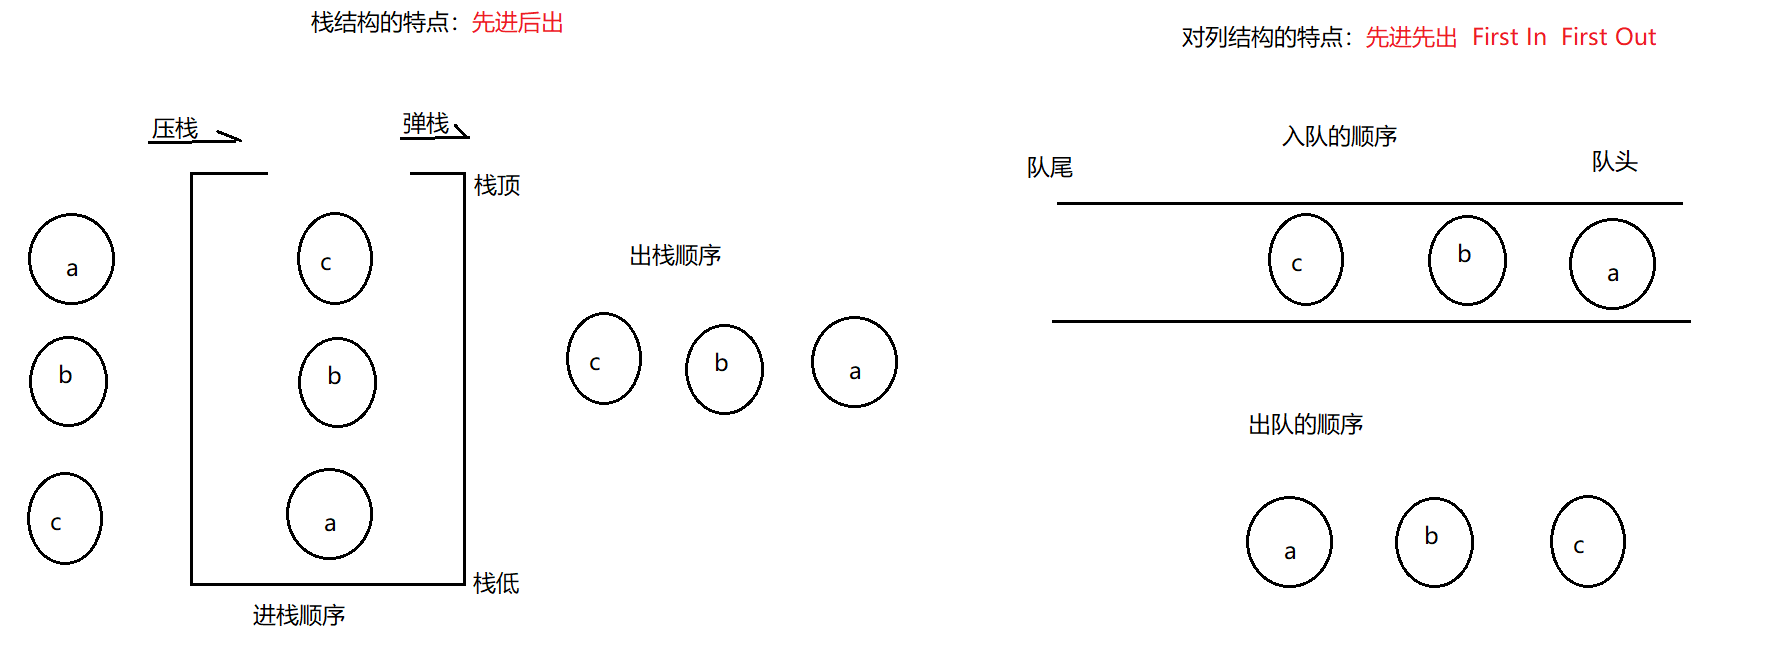 栈结构的特点：先进后出
压栈
弹栈
栈顶
a
b
c
c
b
a
栈低
进栈顺序
出栈顺序
c b a
对列结构的特点：先进先出 First In First Out
入队的顺序
队尾
队头
c b a
出队的顺序
a b c